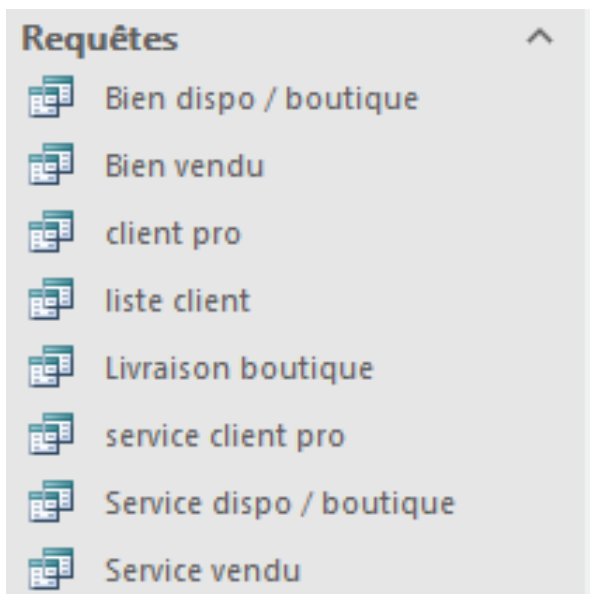 Requêtes
Bien dispo / boutique
Bien vendu
client pro
liste client
Livraison boutique
service client pro
Service dispo / boutique
Service vendu